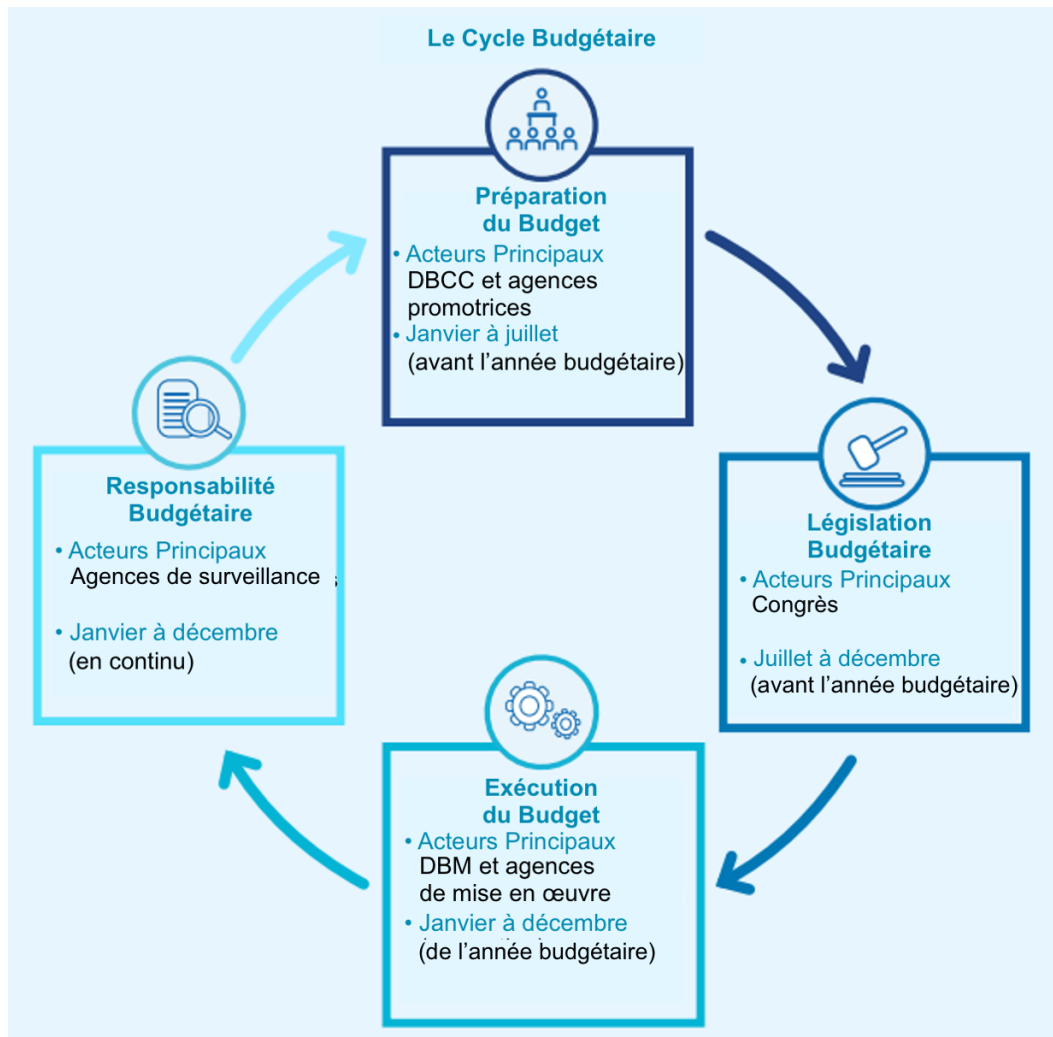 Le Cycle Budgétaire
Préparation
du Budget
• Acteurs Principaux
DBCC et agences
promotrices
• Janvier à juillet
(avant l’année budgétaire)
Législation
Budgétaire
• Acteurs Principaux
Congrès
• Juillet à décembre
(avant l’année budgétaire)
Exécution
du Budget
• Acteurs Principaux
DBM et agences
de mise en œuvre
• Janvier à décembre
(de l’année budgétaire)
Responsabilité
Budgétaire
• Acteurs Principaux
Agences de surveillance
• Janvier à décembre
(en continu)